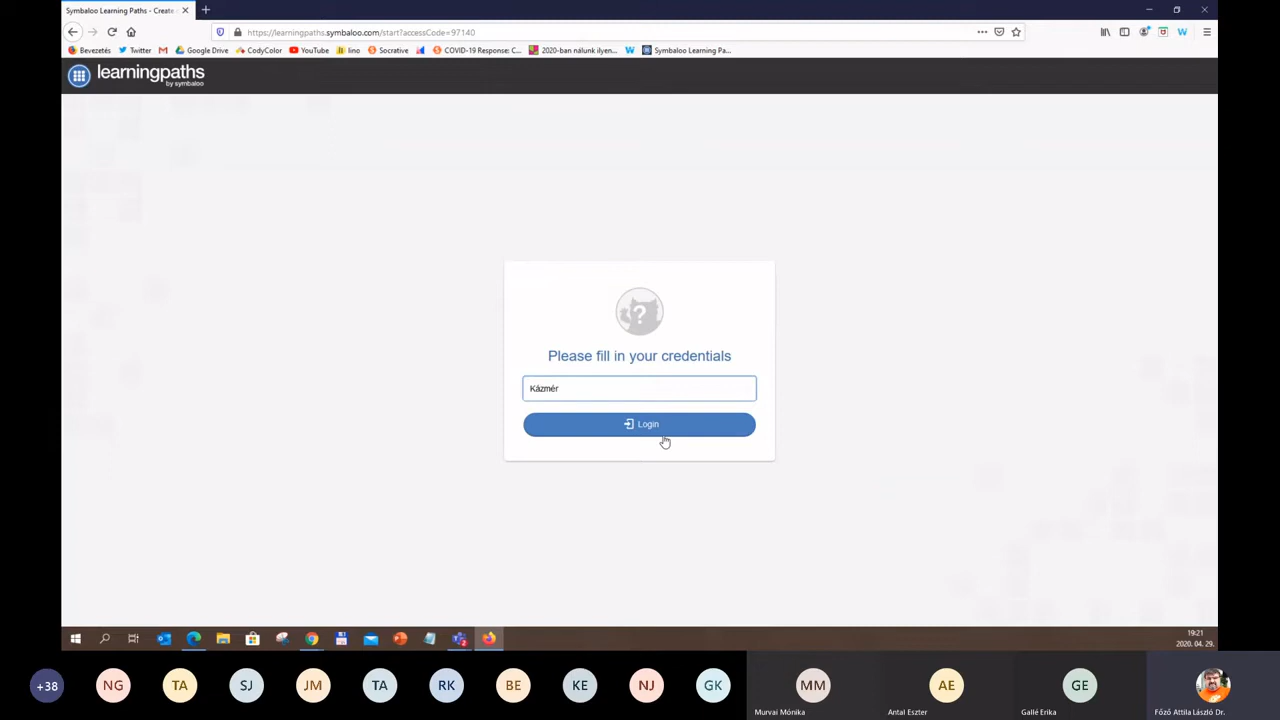 Symbaloo Learning Paths - Create
https://learningpaths.symbaloo.com/start?accessCode=97140
Bevezetés Twitter Google Drive CodyColor YouTube lino Socrative COVID-19 Response: C... 2020-ban nálunk ilyen... Symbaloo Learning Pa...
learningpaths
by symbaloo
?
Please fill in your credentials
Kázmér
Login
19:21
2020. 04. 29.
+38 NG TA SJ JM TA RK BE KE NJ GK MM AE GE
Murvai Mónika Antal Eszter Gallé Erika Főző Attila László Dr.